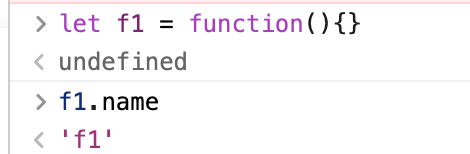 > let f1 = function(){}
< undefined
> f1.name
< 'f1'